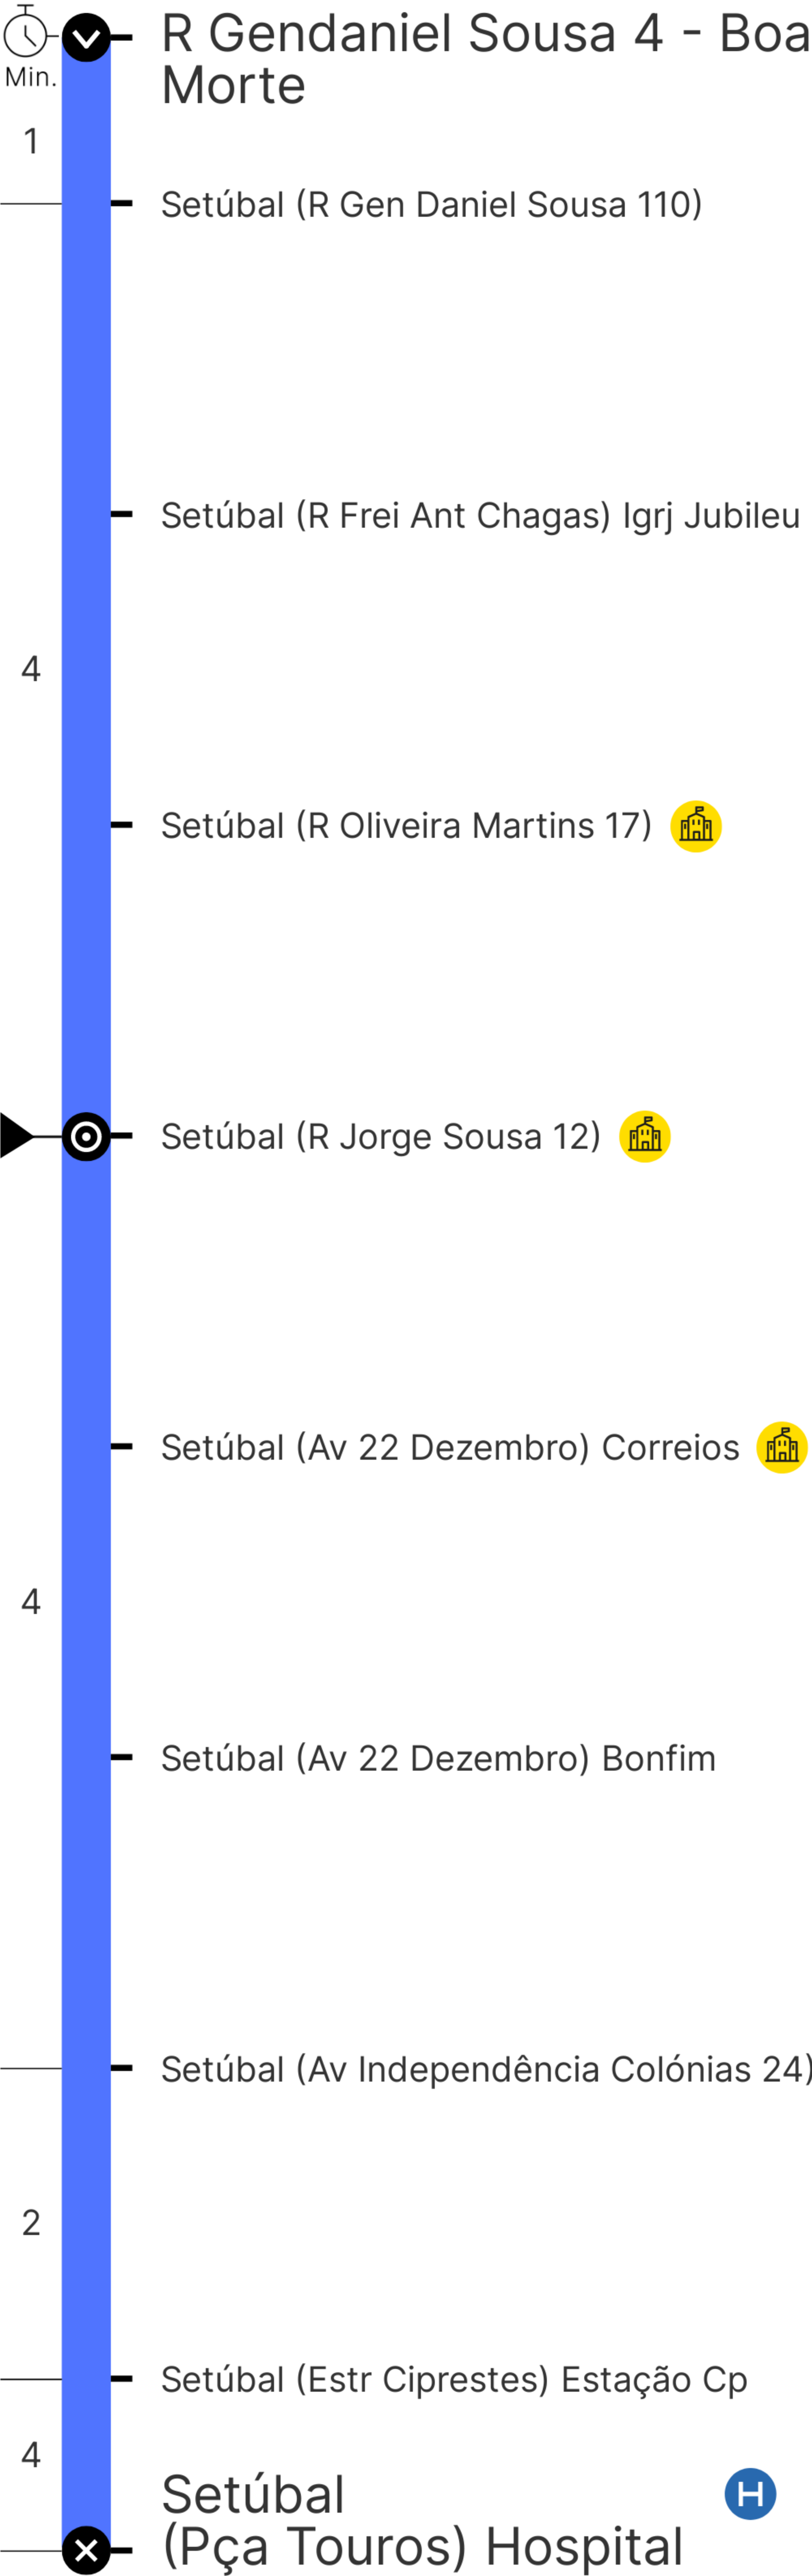 R Gendaniel Sousa 4 - Boa
Morte
Min.
1
Setúbal (R Gen Daniel Sousa 110)
Setúbal (R Frei Ant Chagas) Igrj Jubileu
4
Setúbal (R Oliveira Martins 17)
Setúbal (R Jorge Sousa 12)
Setúbal (Av 22 Dezembro) Correios
4
Setúbal (Av 22 Dezembro) Bonfim
Setúbal (Av Independência Colónias 24)
2
Setúbal (Estr Ciprestes) Estação Cp
4
Setúbal
H
(Pça Touros) Hospital